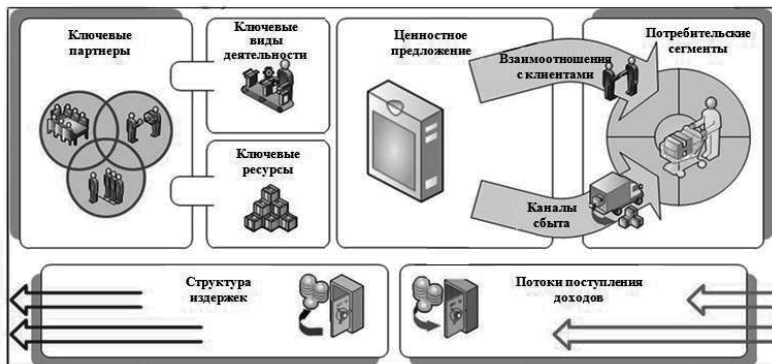 Ключевые
партнеры
Ключевые
виды
деятельности
Ключевые
ресурсы
Ценностное
предложение
Взаимоотношения
с клиентами
Каналы
сбыта
Потребительские
сегменты
Структура
издержек
Потоки поступления
доходов